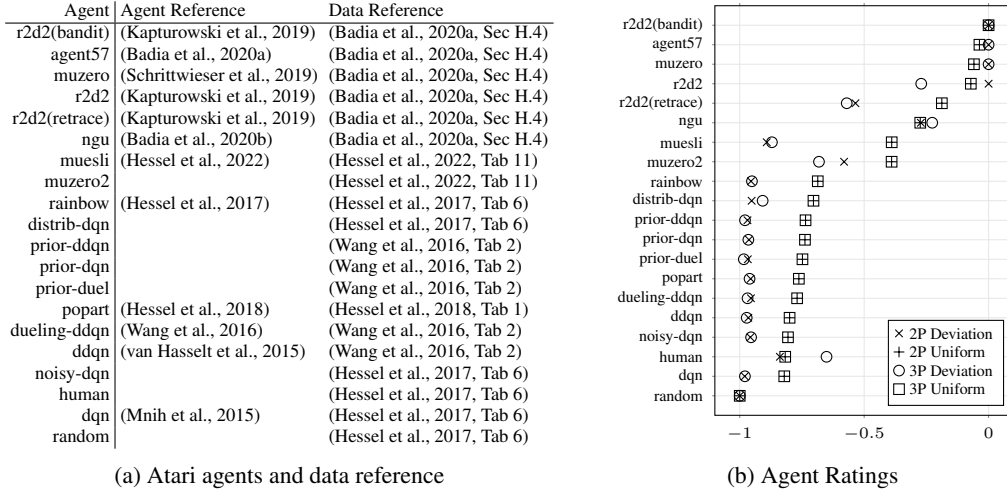 Agent Agent Reference Data Reference
r2d2(bandit) (Kapturowski et al., 2019) (Badia et al., 2020a, Sec H.4)
agent57 (Badia et al., 2020a) (Badia et al., 2020a, Sec H.4)
muzero (Schrittwieser et al., 2019) (Badia et al., 2020a, Sec H.4)
r2d2 (Kapturowski et al., 2019) (Badia et al., 2020a, Sec H.4)
r2d2(retrace) (Kapturowski et al., 2019) (Badia et al., 2020a, Sec H.4)
ngu (Badia et al., 2020b) (Badia et al., 2020a, Sec H.4)
muesli (Hessel et al., 2022) (Hessel et al., 2022, Tab 11)
muzero2 (Hessel et al., 2022, Tab 11)
rainbow (Hessel et al., 2017) (Hessel et al., 2017, Tab 6)
distrib-dqn (Hessel et al., 2017, Tab 6)
prior-ddqn (Wang et al., 2016, Tab 2)
prior-dqn (Wang et al., 2016, Tab 2)
prior-duel (Wang et al., 2016, Tab 2)
popart (Hessel et al., 2018) (Hessel et al., 2018, Tab 1)
dueling-ddqn (Wang et al., 2016) (Wang et al., 2016, Tab 2)
ddqn (van Hasselt et al., 2015) (Wang et al., 2016, Tab 2)
noisy-dqn (Hessel et al., 2017, Tab 6)
human (Hessel et al., 2017, Tab 6)
dqn (Mnih et al., 2015) (Hessel et al., 2017, Tab 6)
random (Hessel et al., 2017, Tab 6)
(a) Atari agents and data reference
r2d2(bandit)
agent57
muzero
r2d2
r2d2(retrace)
ngu
muesli
muzero2
rainbow
distrib-dqn
prior-ddqn
prior-dqn
prior-duel
popart
dueling-ddqn
ddqn
noisy-dqn
human
dqn
random
2P Deviation
2P Uniform
3P Deviation
3P Uniform
−1 −0.5 0
(b) Agent Ratings